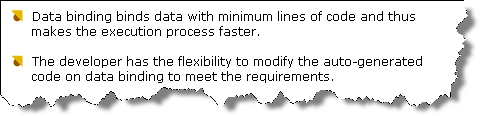 Data binding binds data with minimum lines of code and thus
makes the execution process faster.
The developer has the flexibility to modify the auto-generated
code on data binding to meet the requirements.